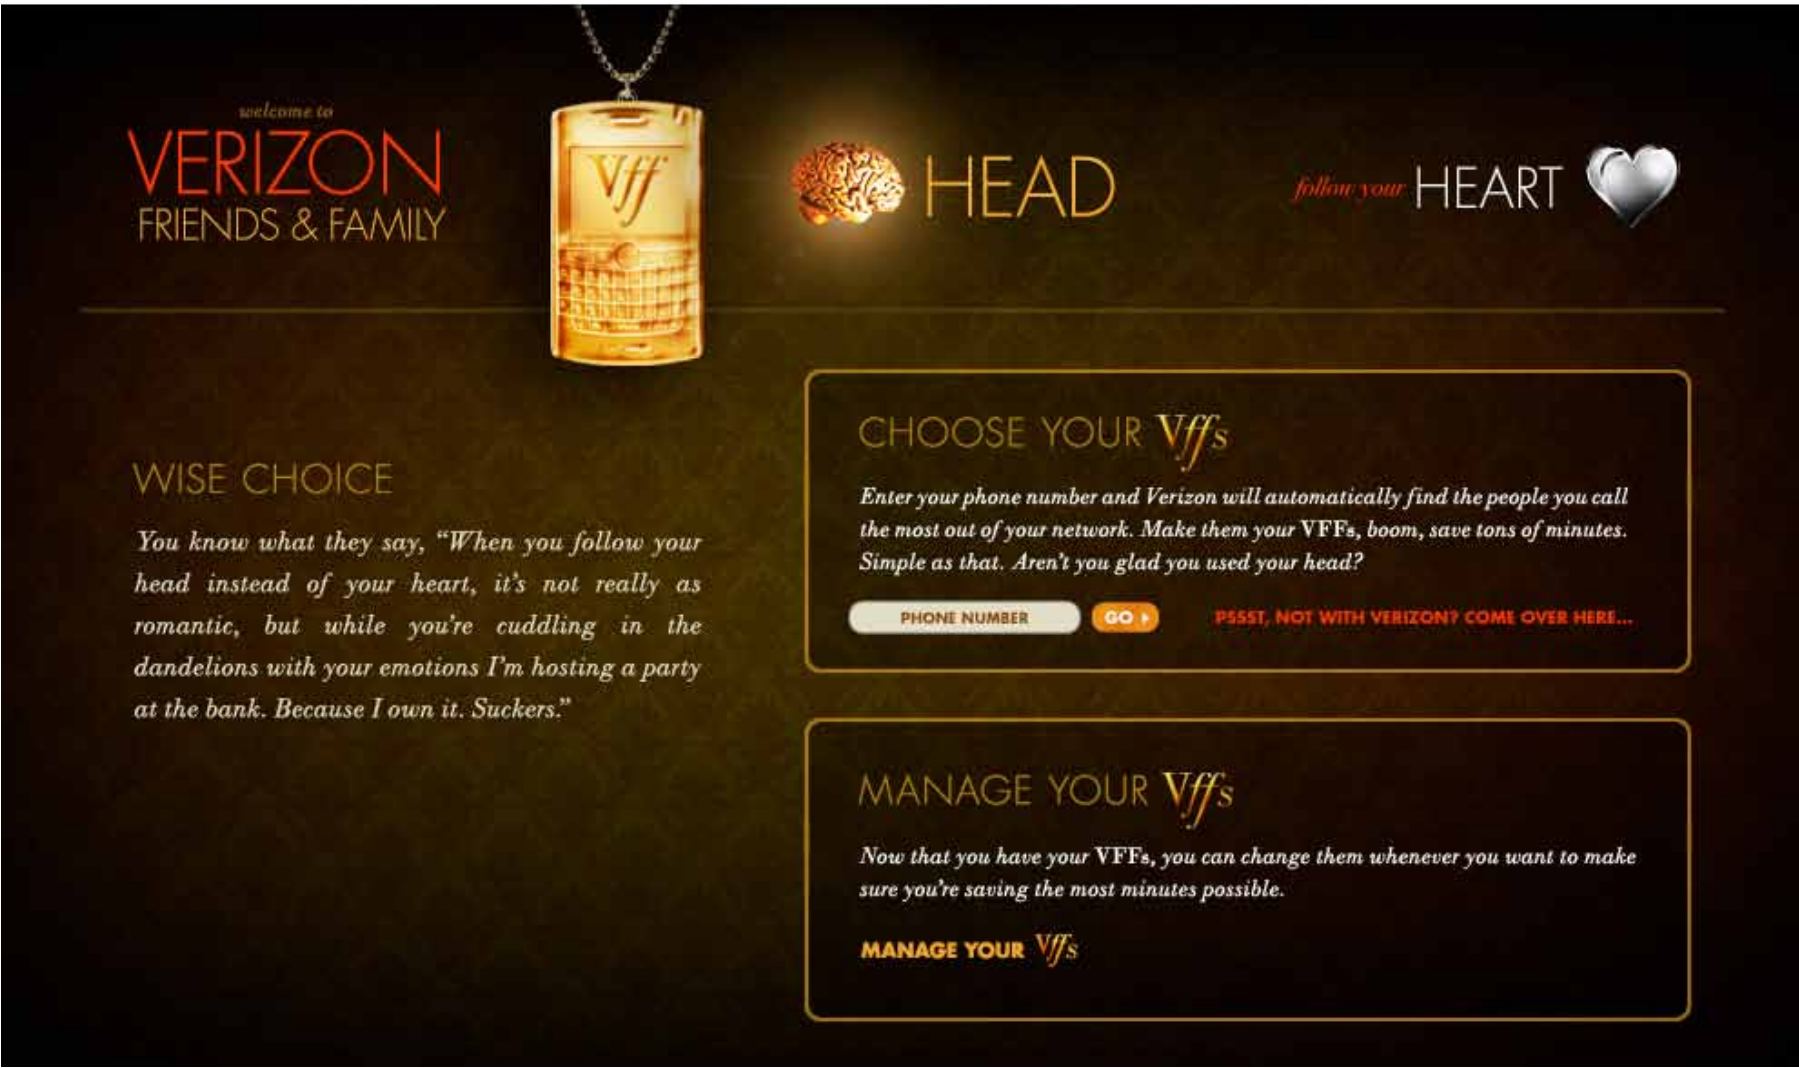 welcome to
VERIZON
FRIENDS & FAMILY
Vff
HEAD
follow your HEART
WISE CHOICE
You know what they say, “When you follow your
head instead of your heart, it’s not really as
romantic, but while you’re cuddling in the
dandelions with your emotions I’m hosting a party
at the bank. Because I own it. Suckers.”
CHOOSE YOUR Vffs
Enter your phone number and Verizon will automatically find the people you call
the most out of your network. Make them your VFFs, boom, save tons of minutes.
Simple as that. Aren’t you glad you used your head?
PHONE NUMBER GO PSSST, NOT WITH VERIZON? COME OVER HERE...
MANAGE YOUR Vffs
Now that you have your VFFs, you can change them whenever you want to make
sure you’re saving the most minutes possible.
MANAGE YOUR Vffs